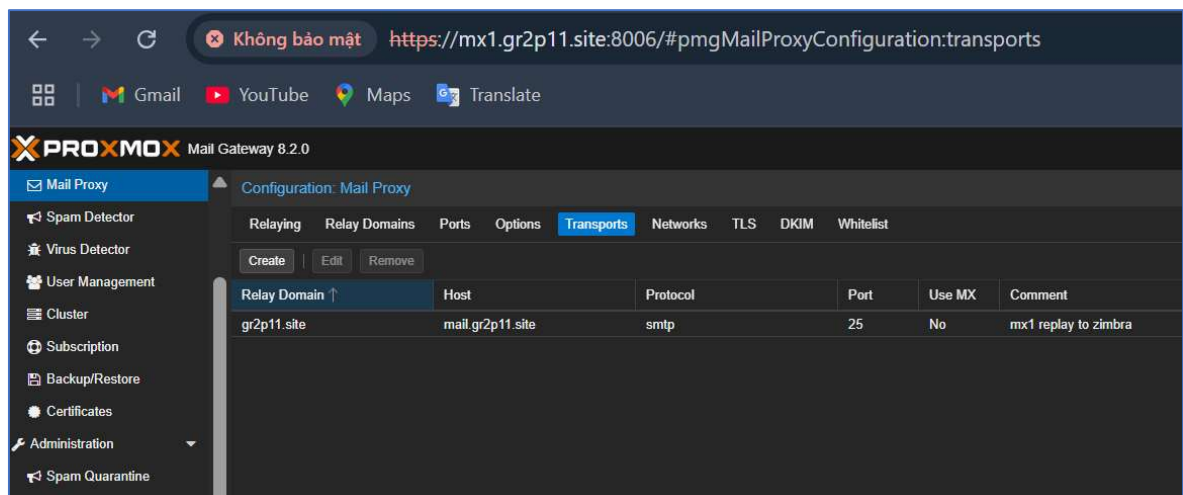 Không bảo mật https://mx1.gr2p11.site:8006/#pmgMailProxyConfiguration:transports
Gmail YouTube Maps Translate
PROXMOX Mail Gateway 8.2.0
Mail Proxy
Spam Detector
Virus Detector
User Management
Cluster
Subscription
Backup/Restore
Certificates
Administration
Spam Quarantine
Configuration: Mail Proxy
Relaying Relay Domains Ports Options Transports Networks TLS DKIM Whitelist
Create Edit Remove
Relay Domain ↑ Host Protocol Port Use MX Comment
gr2p11.site mail.gr2p11.site smtp 25 No mx1 replay to zimbra